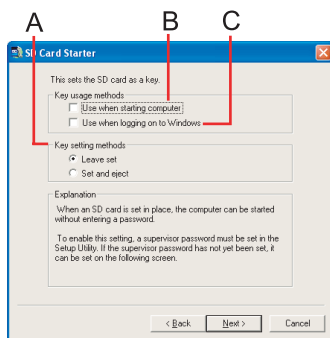 A
B
C
SD Card Starter
This sets the SD card as a key.
Key usage methods
Use when starting computer
Use when logging on to Windows
Key setting methods
Leave set
Set and eject
Explanation
When an SD card is set in place, the computer can be started
without entering a password.
To enable this setting, a supervisor password must be set in the
Setup Utility. If the supervisor password has not yet been set, it
can be set on the following screen.
< Back
Next >
Cancel